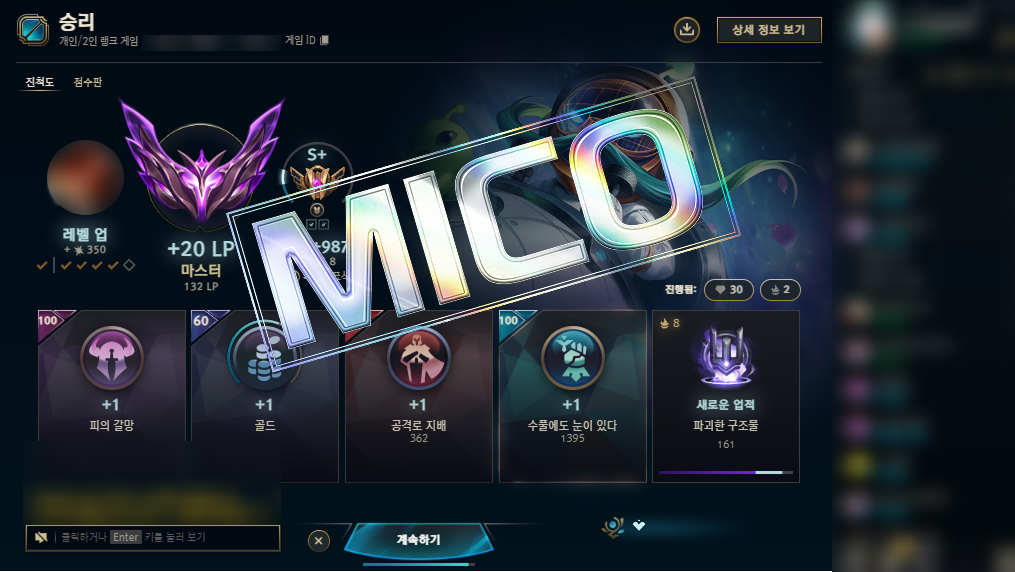 승리
개인/2인 랭크 게임
게임 ID
상세 정보 보기
진척도
점수판
S+
레벨 업
+ 350
+20 LP
마스터
132 LP
+987
8
MICO
진행됨:
30
2
100
+1
피의 갈망
60
+1
골드
+1
공격로 지배
362
100
+1
수풀에도 눈이 있다
1395
8
새로운 업적
파괴한 구조물
161
클릭하거나 Enter 키를 눌러 보기
계속하기